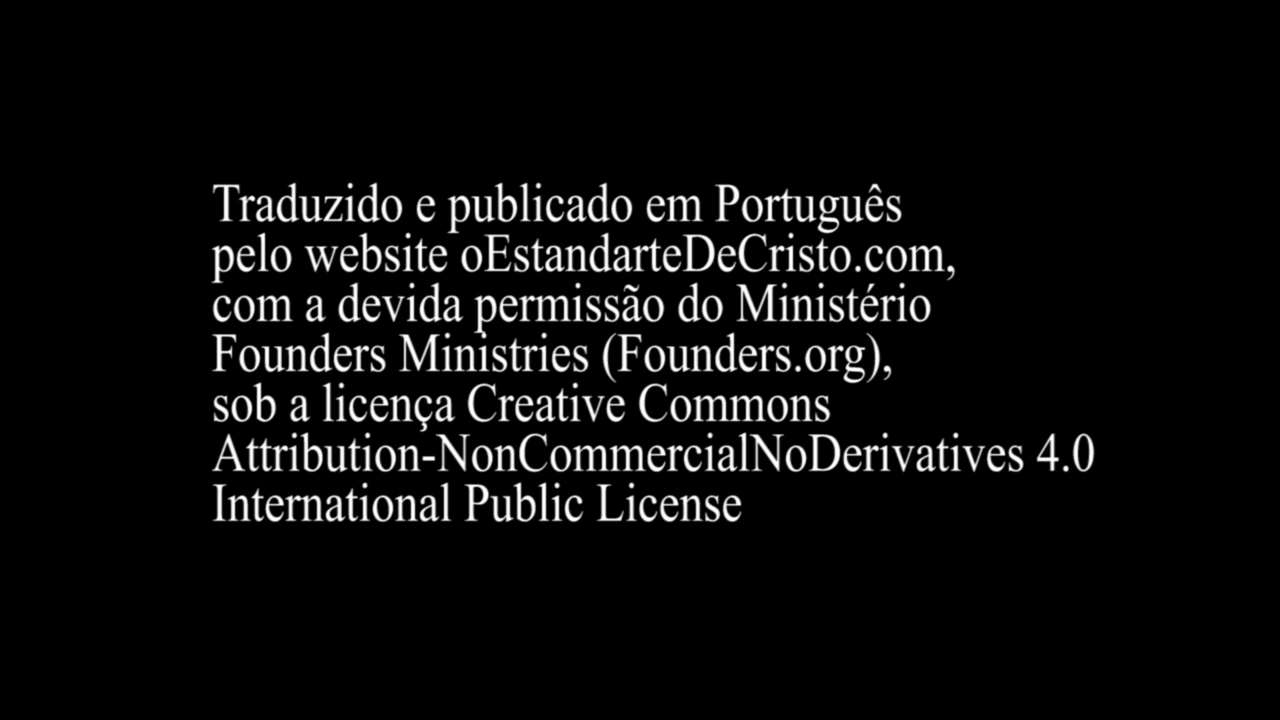 Traduzido e publicado em Português
pelo website oEstandarteDeCristo.com,
com a devida permissão do Ministério
Founders Ministries (Founders.org),
sob a licença Creative Commons
Attribution-NonCommercialNoDerivatives 4.0
International Public License